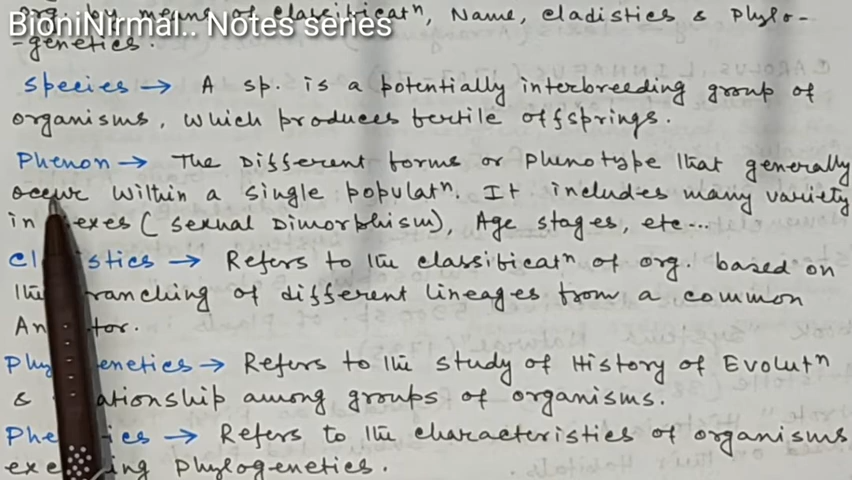 BioniNirmal.. Notes series
org. by means of classificatⁿ, Name, cladistics & Phylo-
-genetics.
Species → A sp. is a potentially interbreeding group of
organisms, which produces fertile offsprings.
Phenon → The Different forms or Phenotype that generally
occur within a single populatⁿ. It includes many variety
in exes (sexual Dimorphism), Age stages, etc...
Cl stics → Refers to the classificatⁿ of org. based on
the ranching of different lineages from a common
An tor.
Phy enetics → Refers to the study of History of Evolutⁿ
& ationship among groups of organisms.
Phe ics → Refers to the characteristics of organisms
exc ing Phylogenetics.